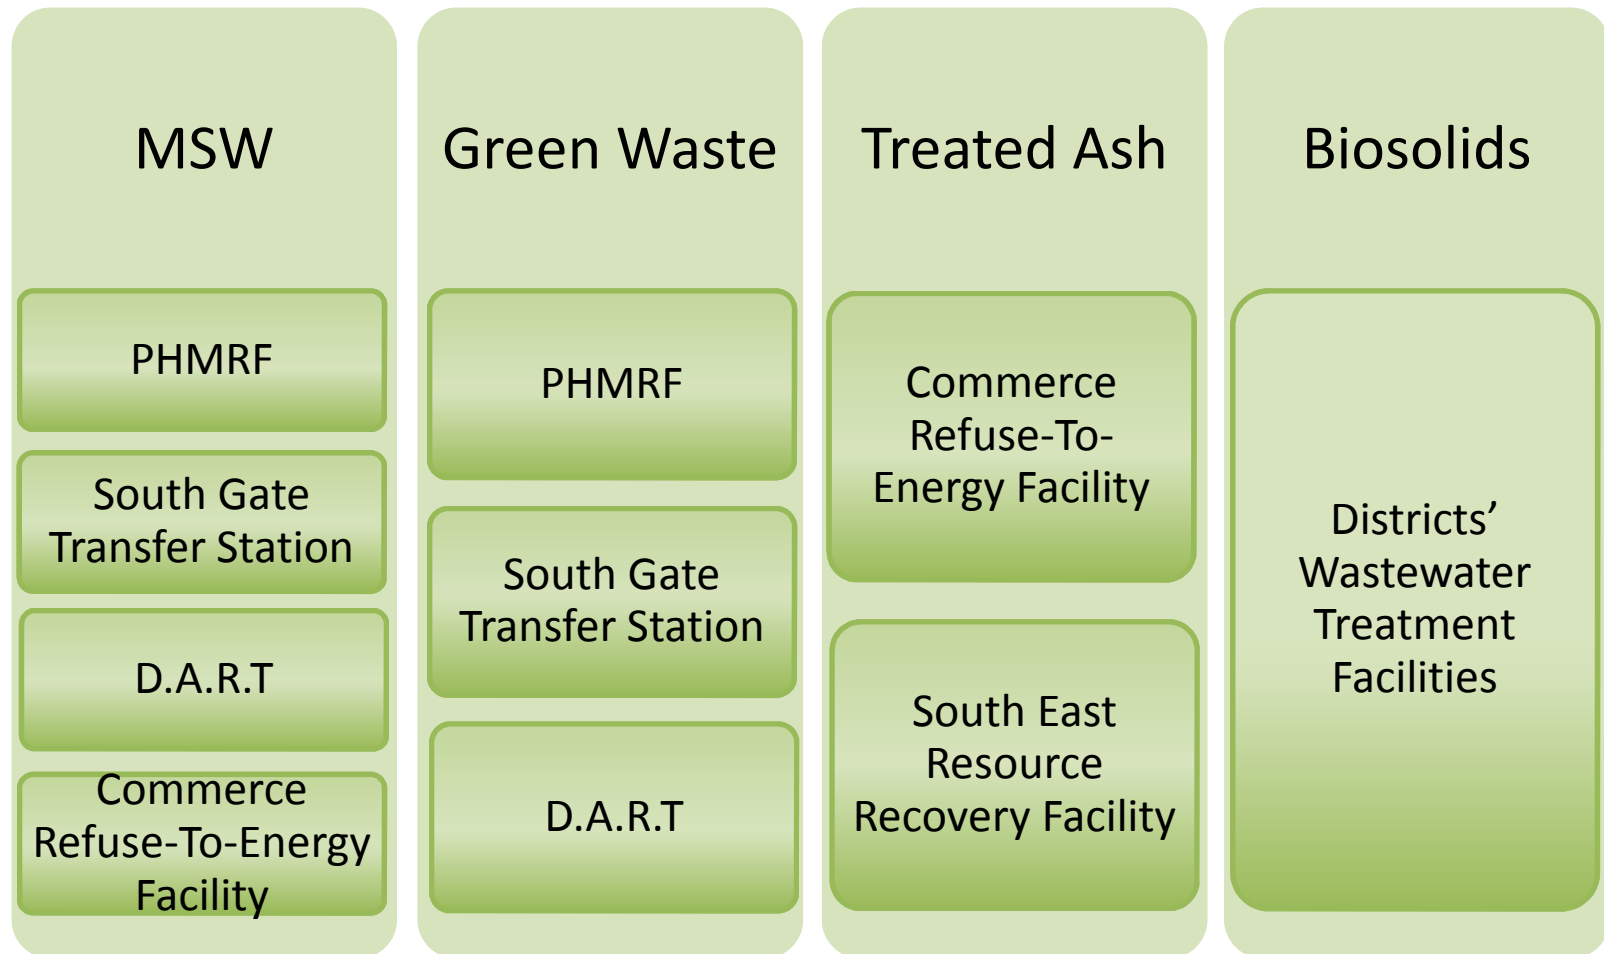 MSW
PHMRF
South Gate
Transfer Station
D.A.R.T
Commerce
Refuse-To-Energy
Facility
Green Waste
PHMRF
South Gate
Transfer Station
D.A.R.T
Treated Ash
Commerce
Refuse-To-
Energy Facility
South East
Resource
Recovery Facility
Biosolids
Districts’
Wastewater
Treatment
Facilities